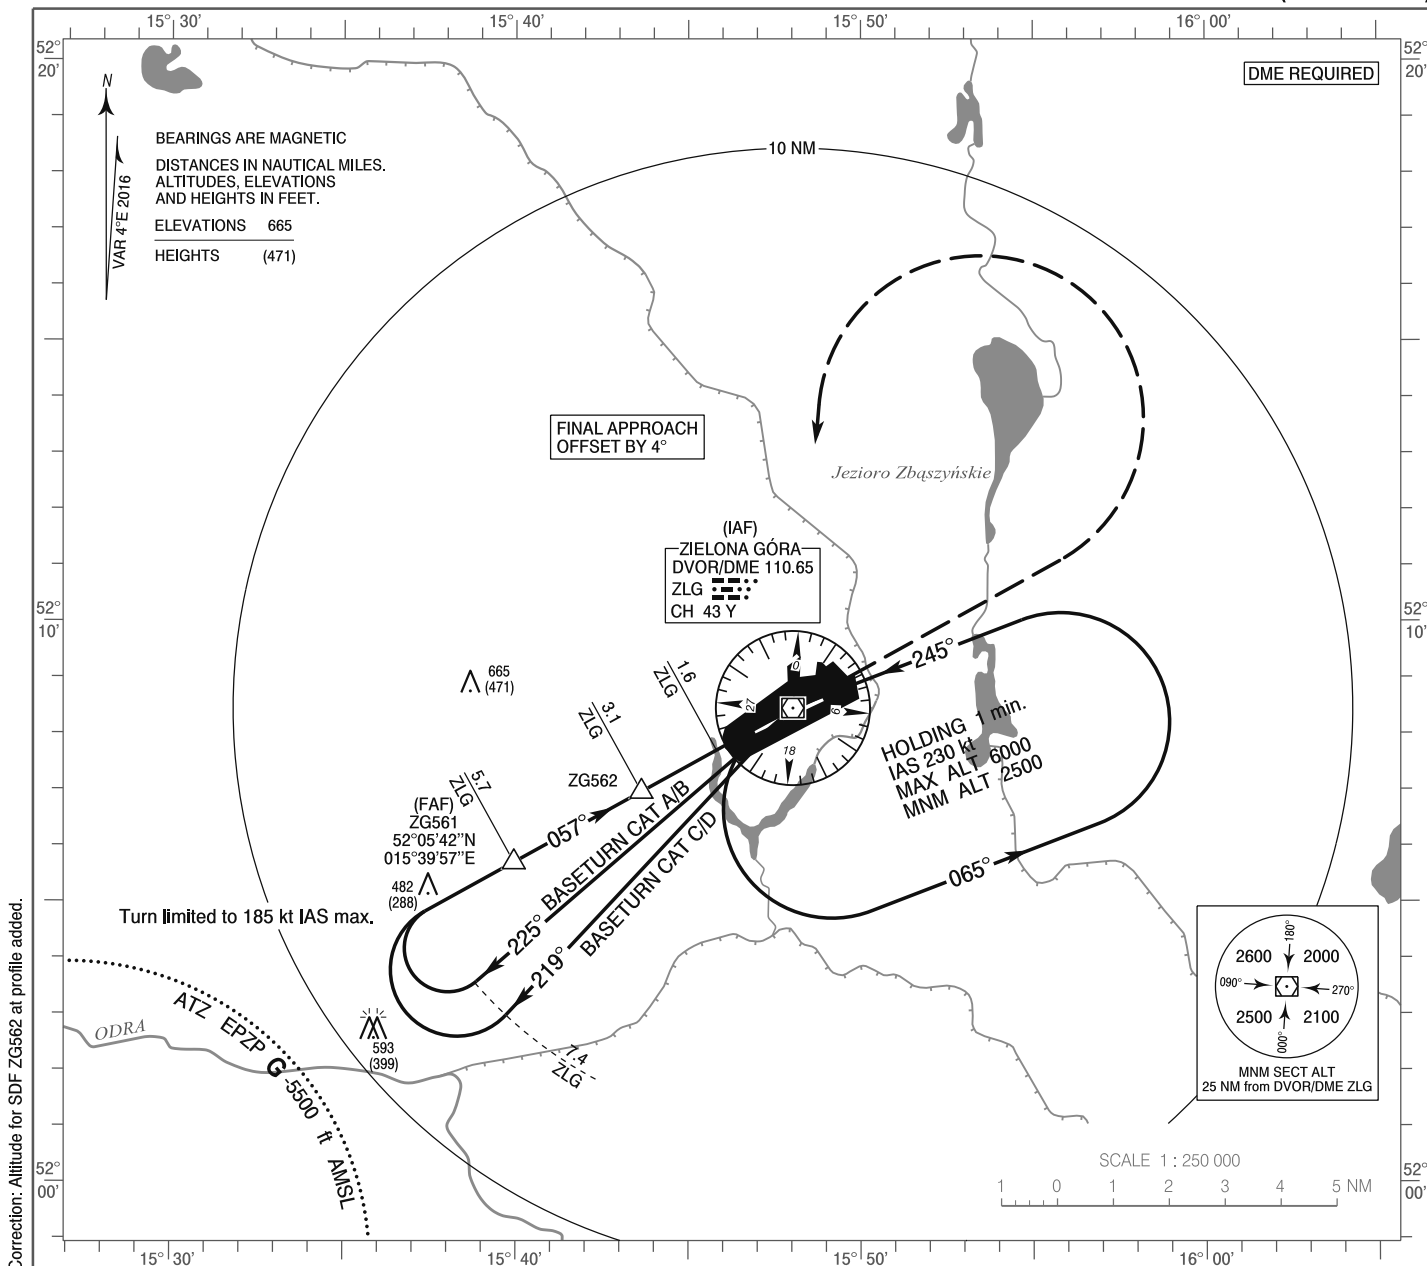 15° 30'
15° 40'
15° 50'
16° 00'
52°
20'
52°
20'
DME REQUIRED
N
VAR 4°E 2016
BEARINGS ARE MAGNETIC
DISTANCES IN NAUTICAL MILES.
ALTITUDES, ELEVATIONS
AND HEIGHTS IN FEET.
ELEVATIONS 665
HEIGHTS (471)
10 NM
FINAL APPROACH
OFFSET BY 4°
Jezioro Zbąszyńskie
(IAF)
ZIELONA GÓRA
DVOR/DME 110.65
ZLG
CH 43 Y
52°
10'
52°
10'
245°
665
(471)
1.6
ZLG
3.1
ZLG
5.7
ZLG
0
9
18
27
HOLDING 1 min.
IAS 230 kt
MAX ALT 6000
MNM ALT 2500
ZG562
(FAF)
ZG561
52°05'42"N
015°39'57"E
057°
225° BASETURN CAT A/B
219° BASETURN CAT C/D
065°
482
(288)
Turn limited to 185 kt IAS max.
593
(399)
7.4
ZLG
ATZ EPZP G -5500 ft AMSL
ODRA
180°
2600 2000
090° 270°
2500 2100
000°
MNM SECT ALT
25 NM from DVOR/DME ZLG
52°
00'
52°
00'
SCALE 1 : 250 000
1 0 1 2 3 4 5 NM
15° 30'
15° 40'
15° 50'
16° 00'
Correction: Altitude for SDF ZG562 at profile added.